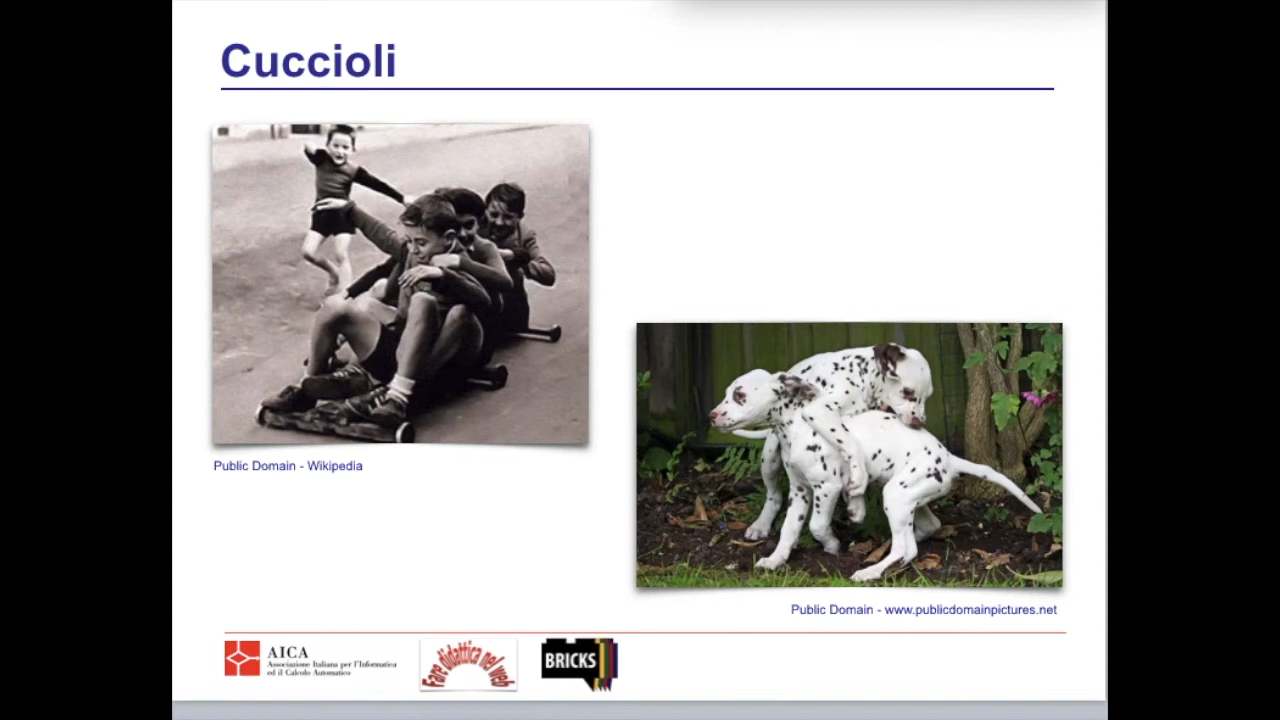 Cuccioli
Public Domain - Wikipedia
Public Domain - www.publicdomainpictures.net
AICA
Associazione Italiana per l'Informatica
ed il Calcolo Automatico
Fare didattica nel web
BRICKS